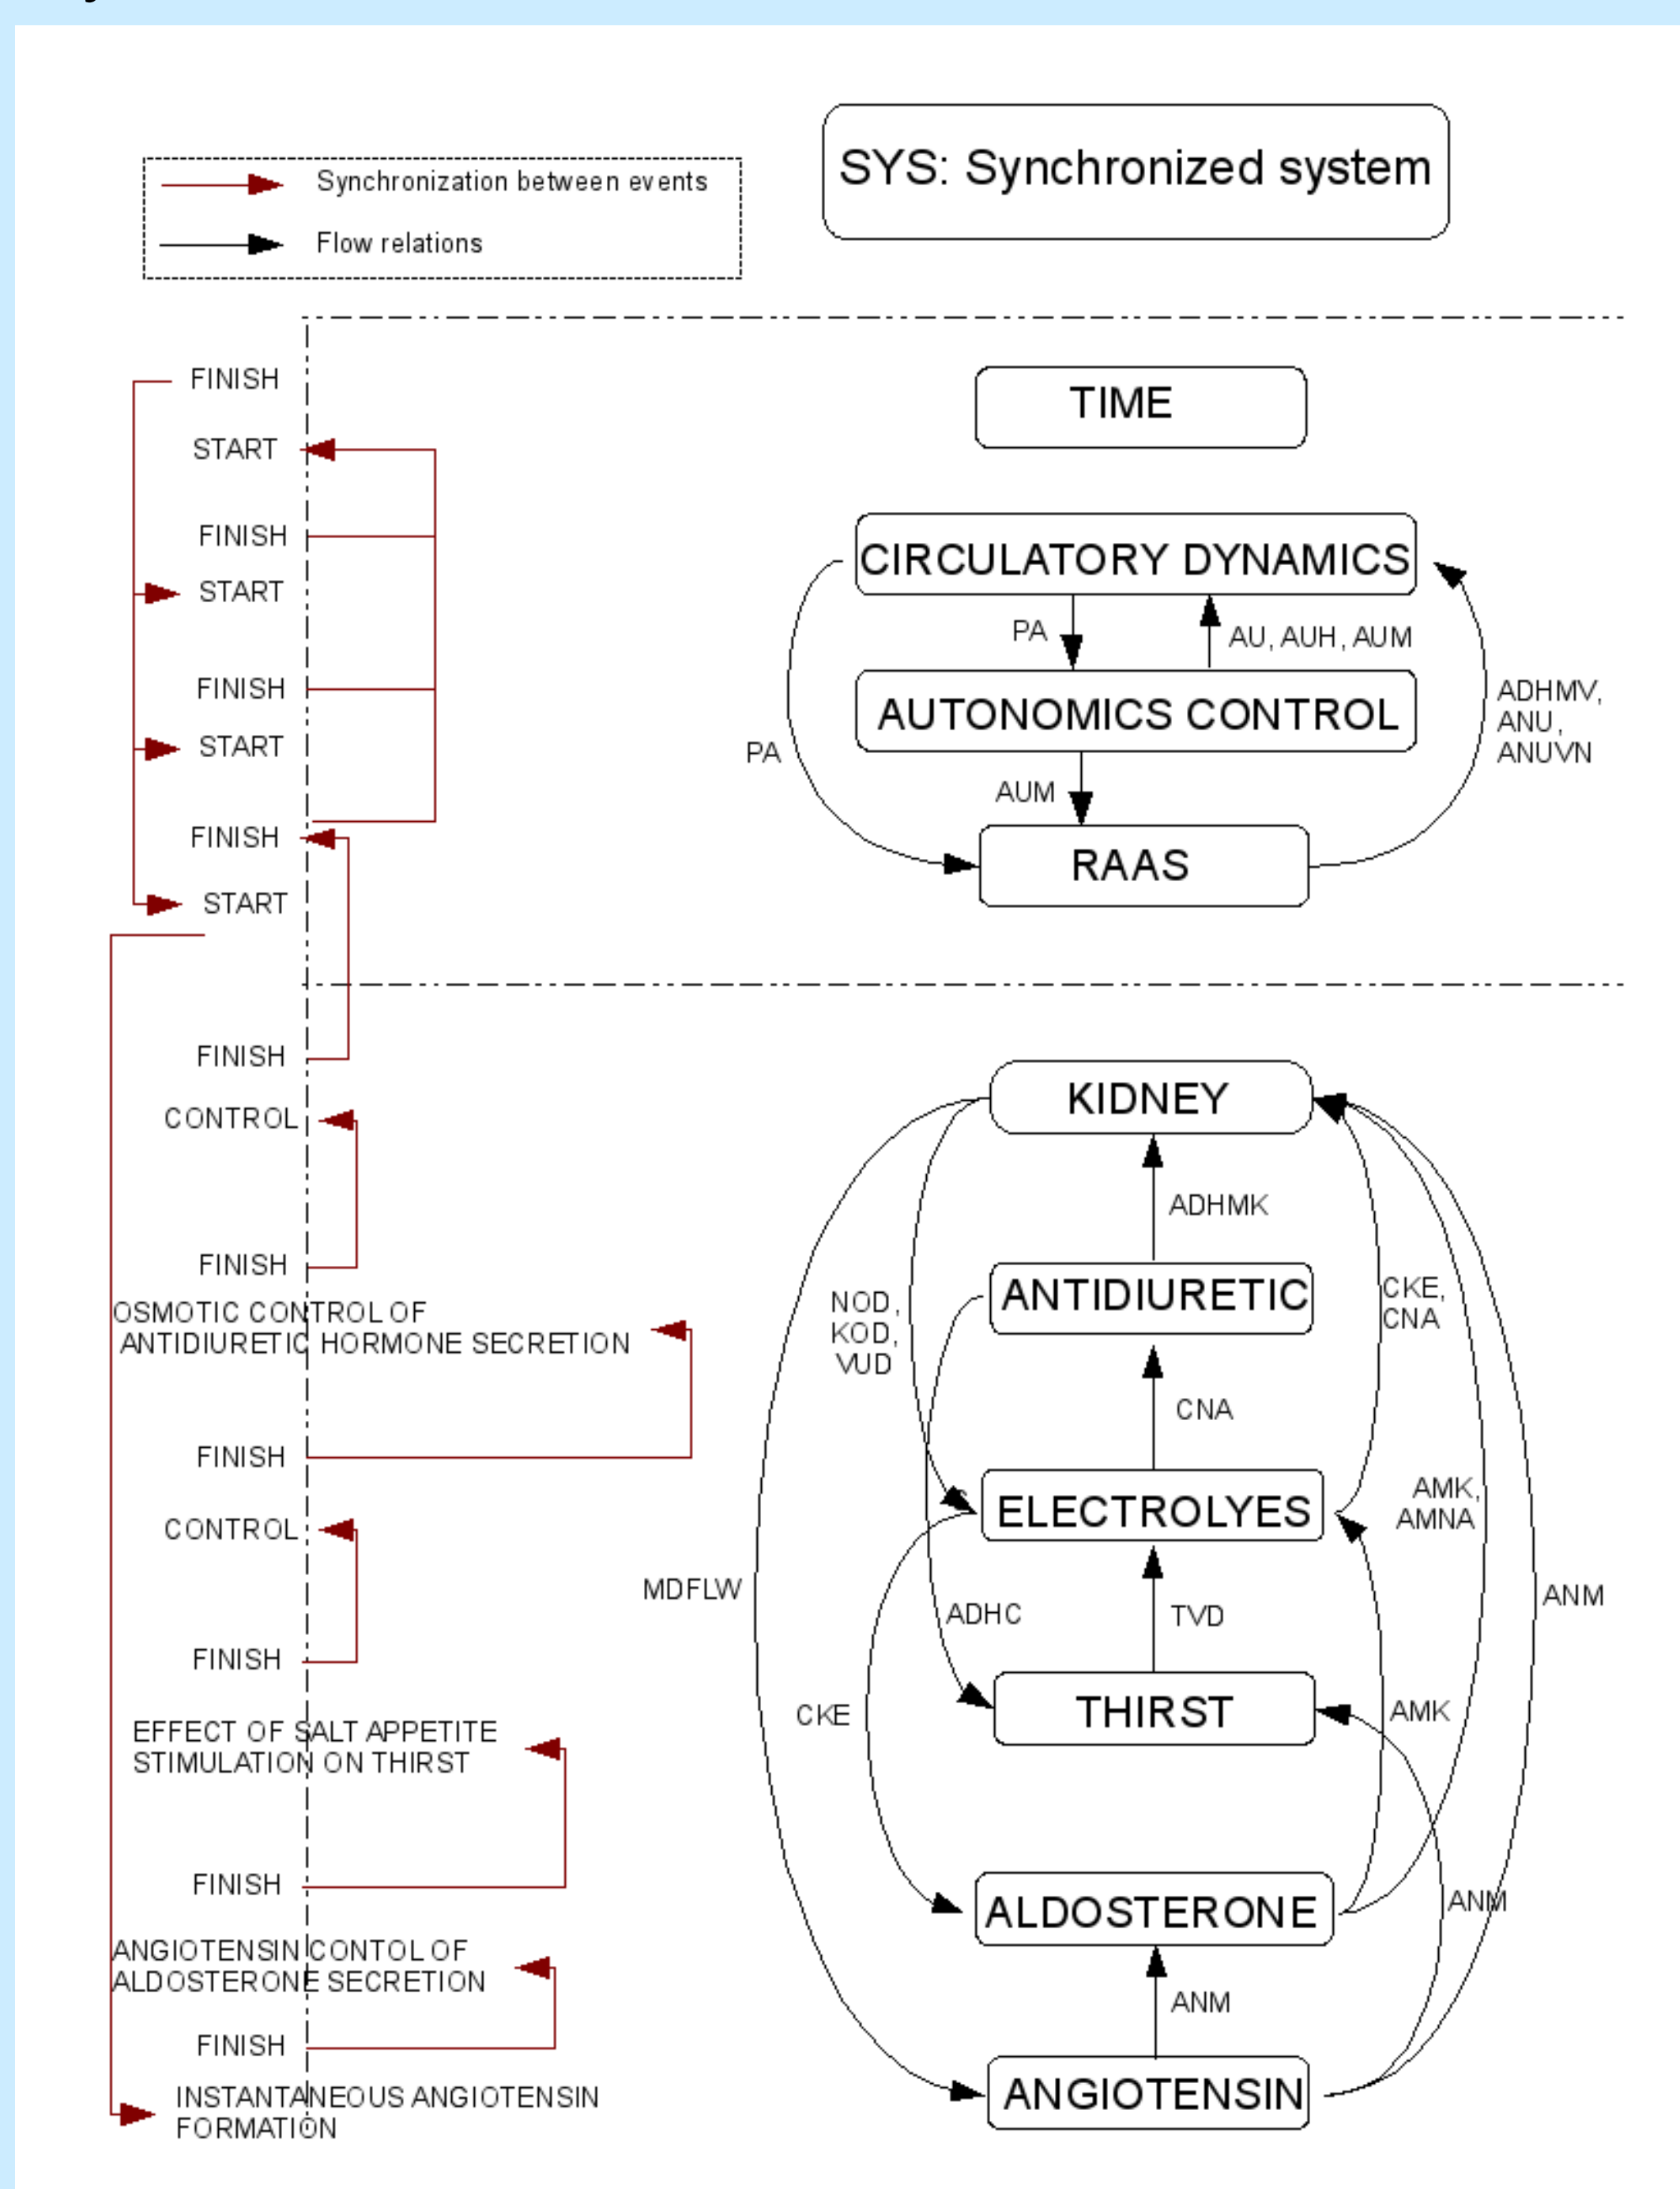 SYS: Synchronized system
Synchronization between events
Flow relations
FINISH
TIME
START
FINISH
CIRCULATORY DYNAMICS
START
PA
AU, AUH, AUM
FINISH
ADHMV,
ANU,
ANUVN
START
AUTONOMICS CONTROL
PA
AUM
FINISH
RAAS
START
FINISH
KIDNEY
CONTROL
ADHMK
FINISH
ANTIDIURETIC
NOD,
KOD,
VUD
CKE,
CNA
OSMOTIC CONTROL OF
ANTIDIURETIC HORMONE SECRETION
CNA
FINISH
ELECTROLYES
AMK,
AMNA
CONTROL
MDFLW
ADHC
TVD
ANM
FINISH
CKE
THIRST
AMK
EFFECT OF SALT APPETITE
STIMULATION ON THIRST
FINISH
ALDOSTERONE
ANM
ANGIOTENSIN CONTOL OF
ALDOSTERONE SECRETION
ANM
FINISH
ANGIOTENSIN
INSTANTANEOUS ANGIOTENSIN
FORMATION